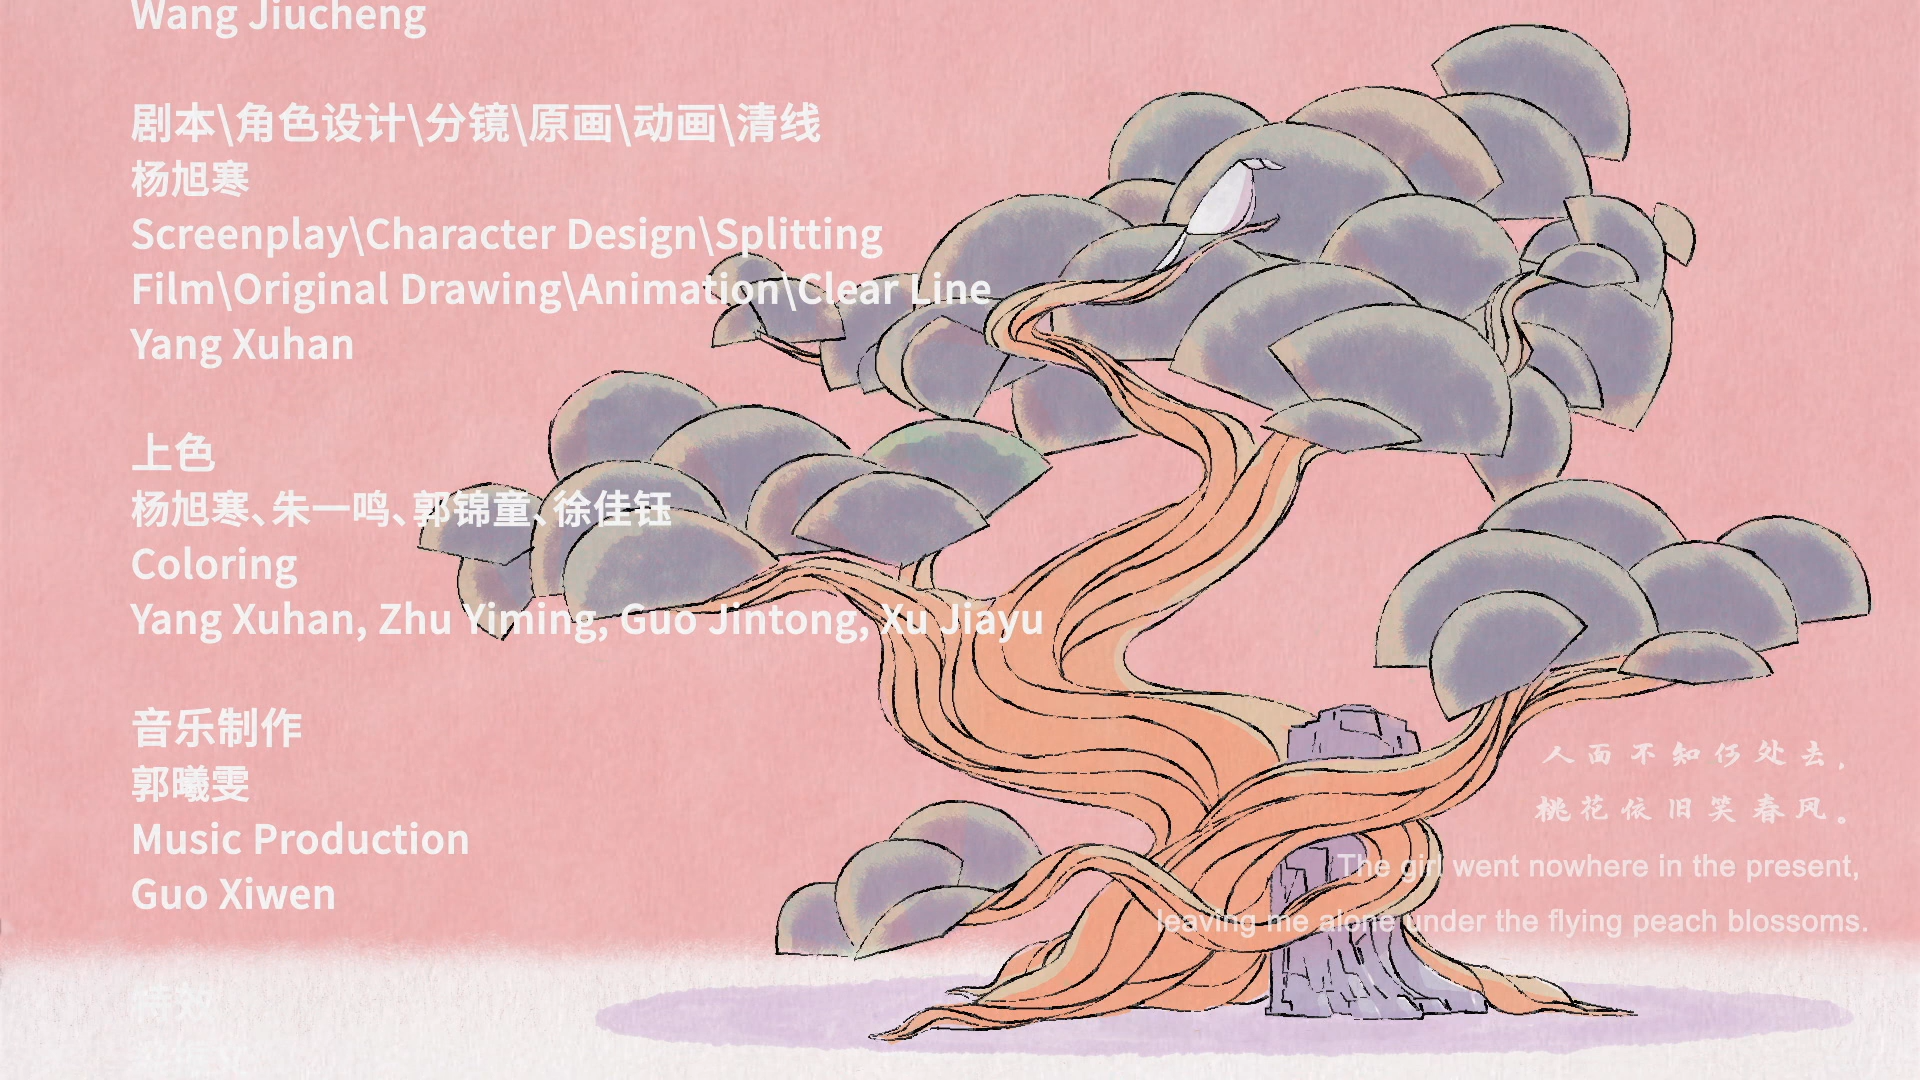 Wang Jiucheng
剧本\角色设计\分镜\原画\动画\清线
杨旭寒
Screenplay\Character Design\Splitting
Film\Original Drawing\Animation\Clear Line
Yang Xuhan
上色
杨旭寒、朱一鸣、郭锦童、徐佳钰
Coloring
Yang Xuhan, Zhu Yiming, Guo Jintong, Xu Jiayu
音乐制作
郭曦雯
Music Production
Guo Xiwen
特效
人面不知何处去,
桃花依旧笑春风。
The girl went nowhere in the present,
leaving me alone under the flying peach blossoms.